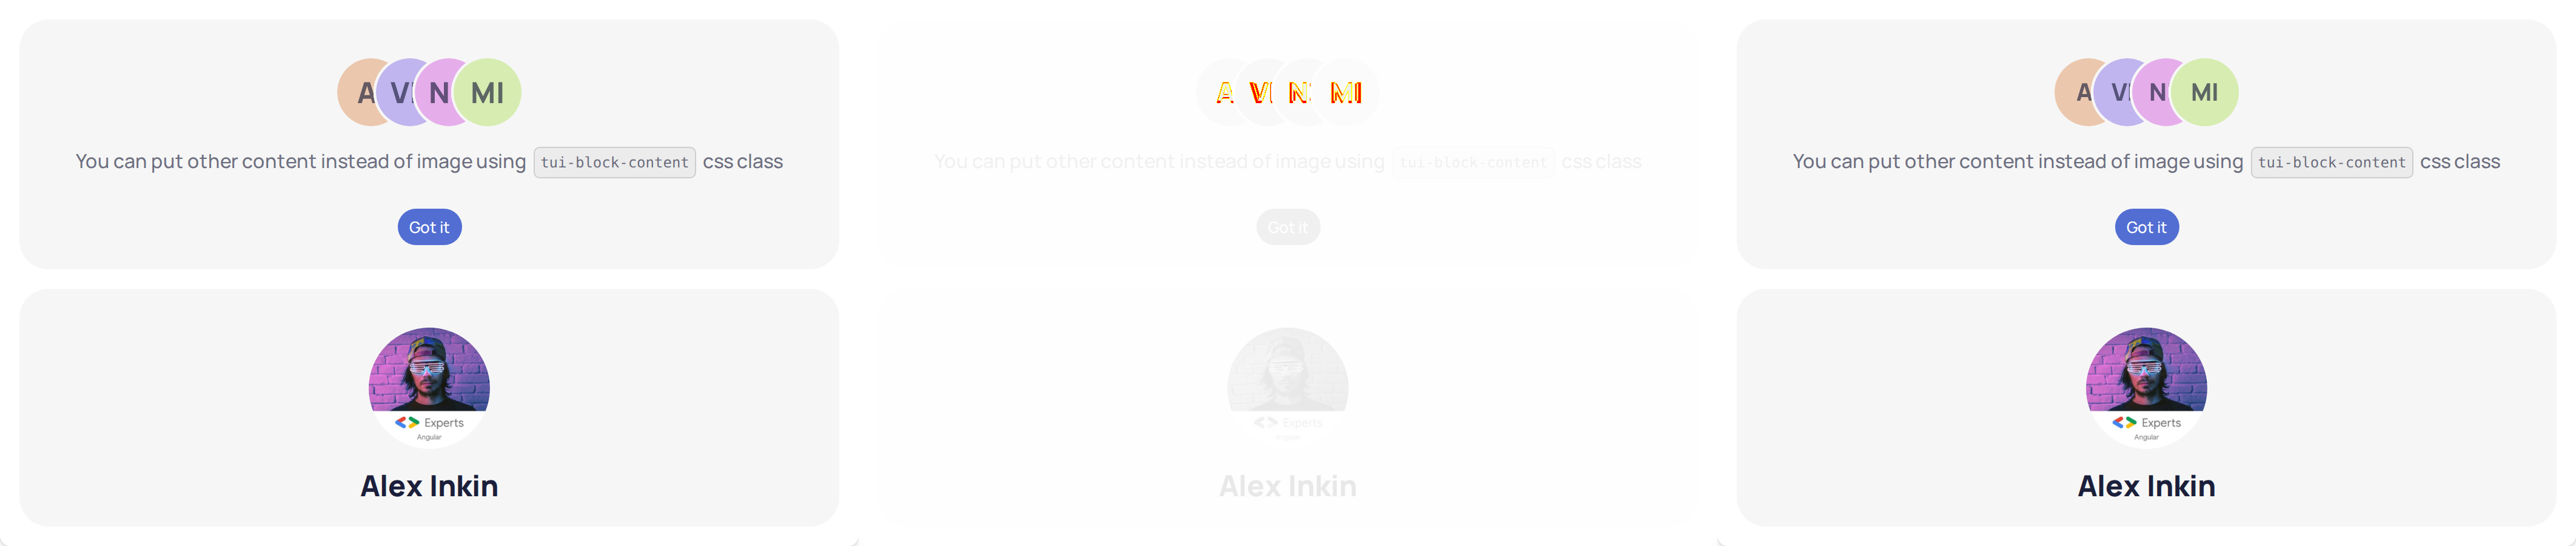 A VI N MI
You can put other content instead of image using tui-block-content css class
Got it
Experts
Angular
Alex Inkin
A VI N MI
You can put other content instead of image using tui-block-content css class
Got it
Experts
Angular
Alex Inkin
A VI N MI
You can put other content instead of image using tui-block-content css class
Got it
Experts
Angular
Alex Inkin